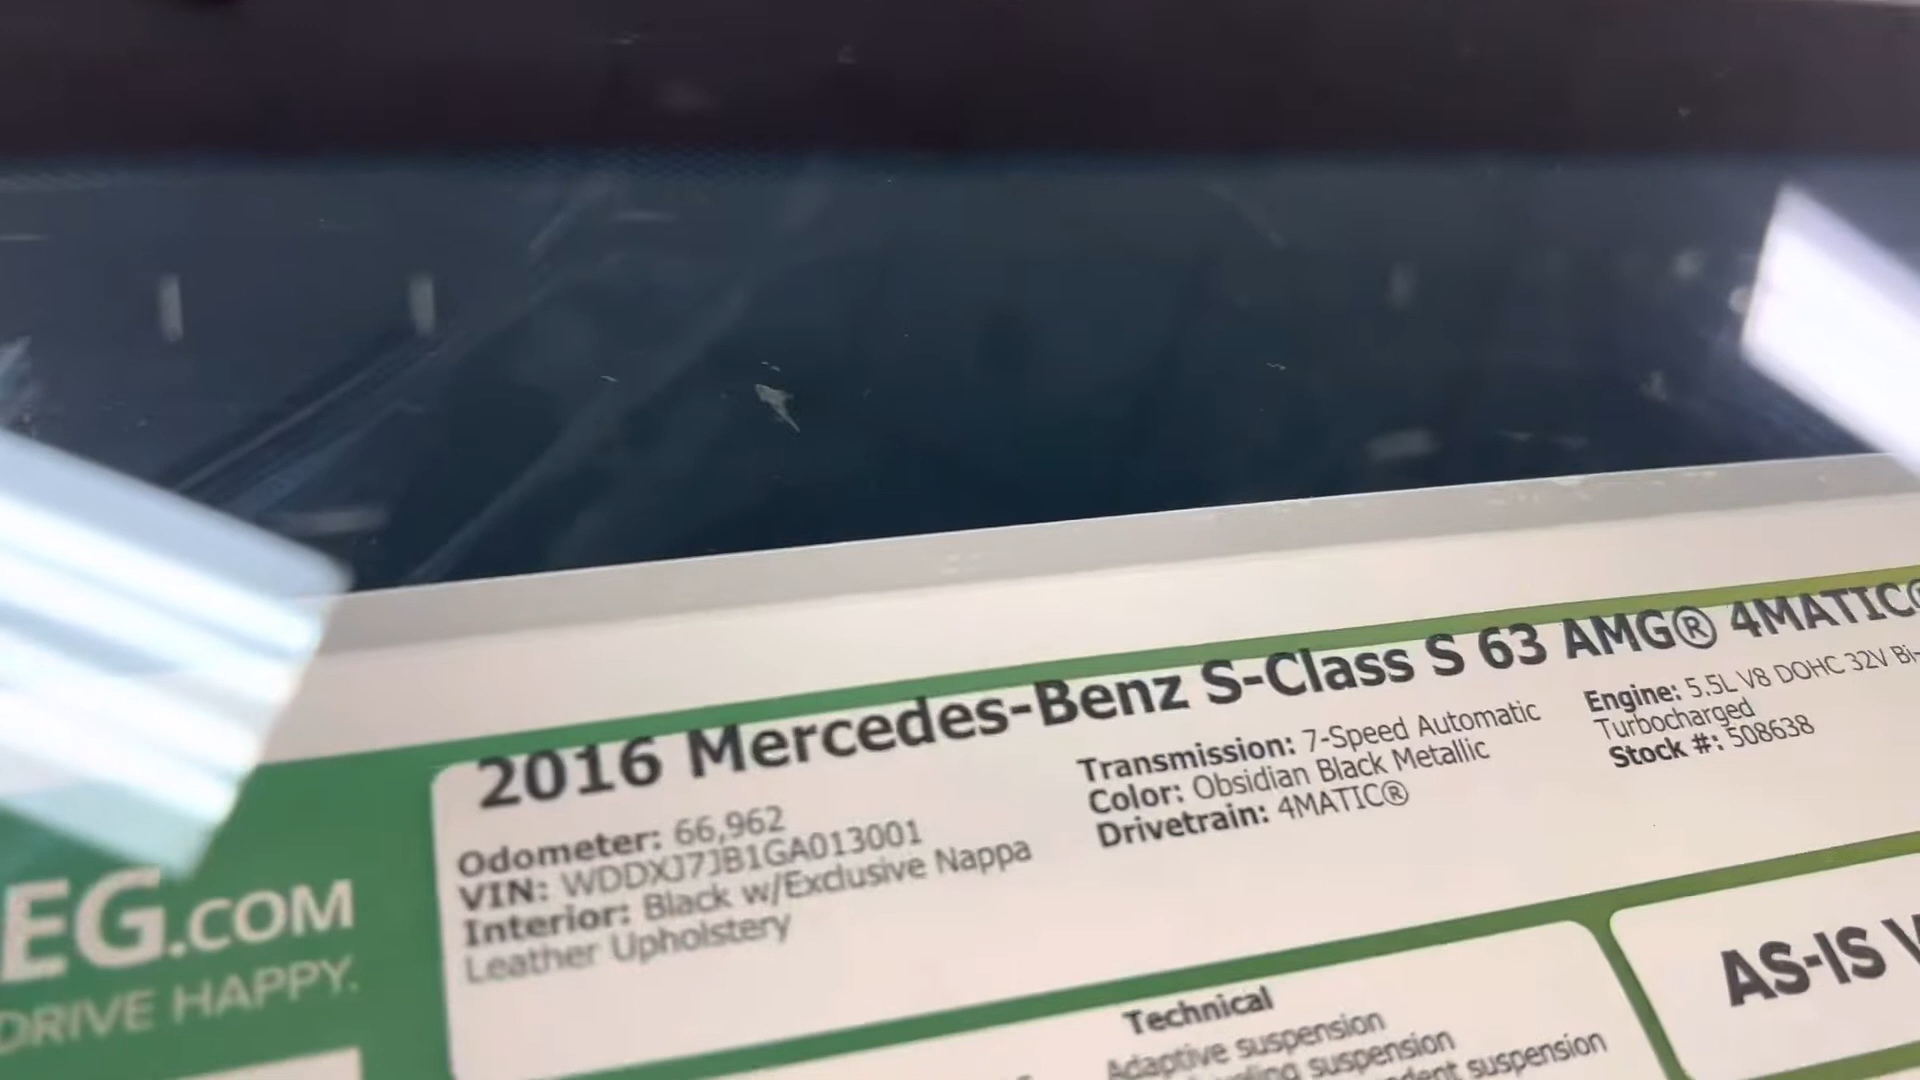 2016 Mercedes-Benz S-Class S 63 AMG® 4MATIC®
Odometer: 66,962
VIN: WDDXJ7JB1GA013001
Interior: Black w/Exclusive Nappa
Leather Upholstery
Transmission: 7-Speed Automatic
Color: Obsidian Black Metallic
Drivetrain: 4MATIC®
Engine: 5.5L V8 DOHC 32V Bi-
Turbocharged
Stock #: 508638
EG.COM
DRIVE HAPPY.
Technical
Adaptive suspension
suspension
suspension
AS-IS